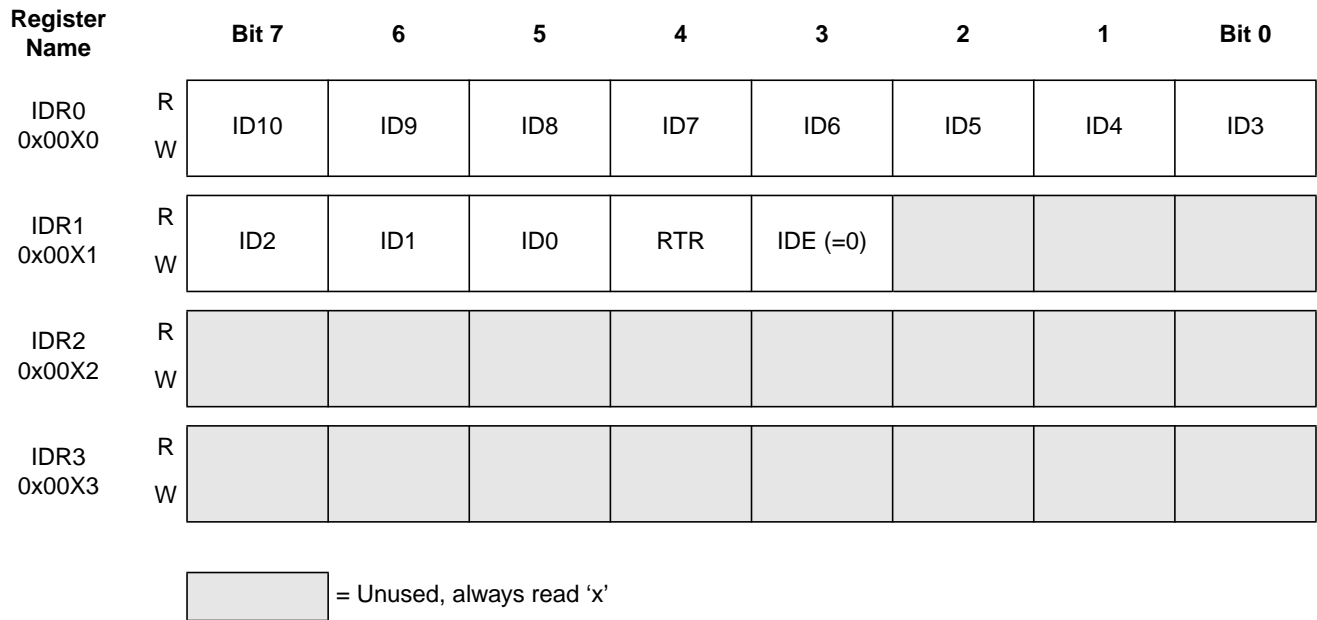 Register Name Bit 7 6 5 4 3 2 1 Bit 0
IDR0 0x00X0 R W ID10 ID9 ID8 ID7 ID6 ID5 ID4 ID3
IDR1 0x00X1 R W ID2 ID1 ID0 RTR IDE (=0)
IDR2 0x00X2 R W
IDR3 0x00X3 R W
= Unused, always read ‘x’